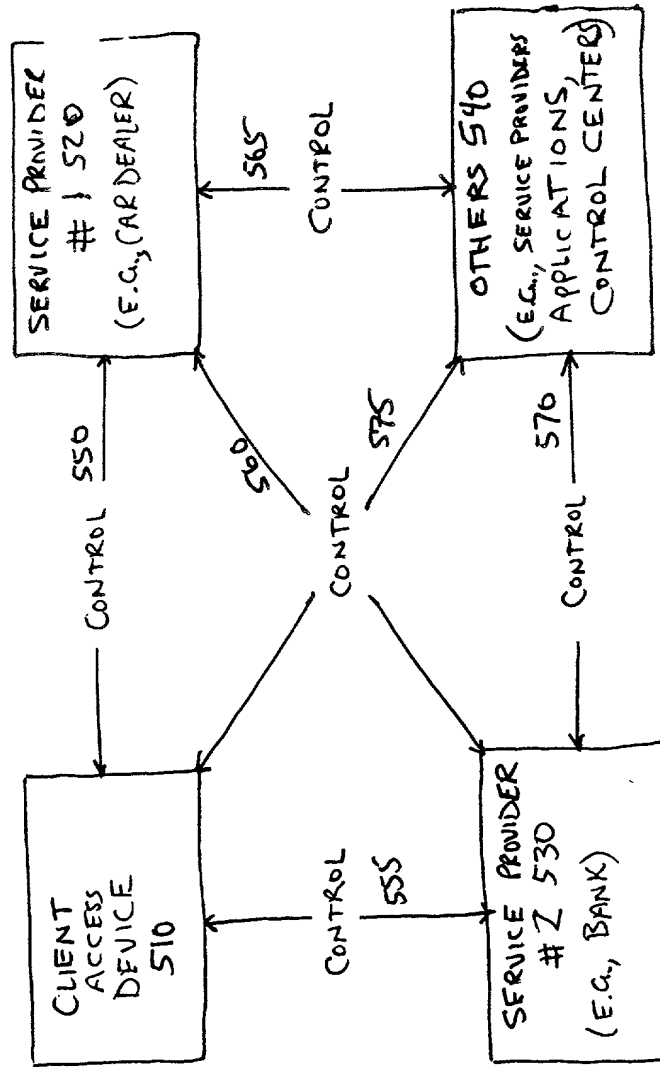 CLIENT
ACCESS
DEVICE
510
CONTROL 550
SERVICE PROVIDER
# 1 520
(E.G., CAR DEALER)
CONTROL
555
560
CONTROL
575
565
CONTROL
SERVICE PROVIDER
# 2 530
(E.G., BANK)
CONTROL 570
OTHERS 540
(E.G., SERVICE PROVIDERS
APPLICATIONS,
CONTROL CENTERS)